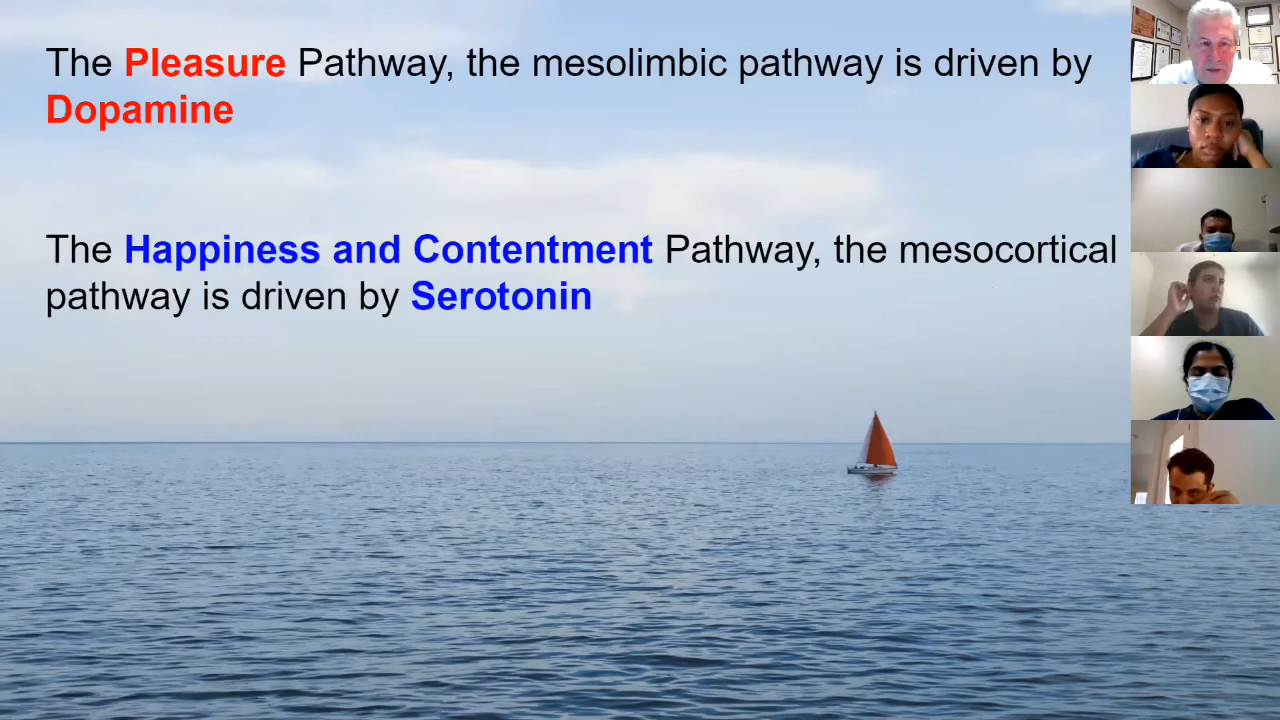 The Pleasure Pathway, the mesolimbic pathway is driven by
Dopamine
The Happiness and Contentment Pathway, the mesocortical
pathway is driven by Serotonin